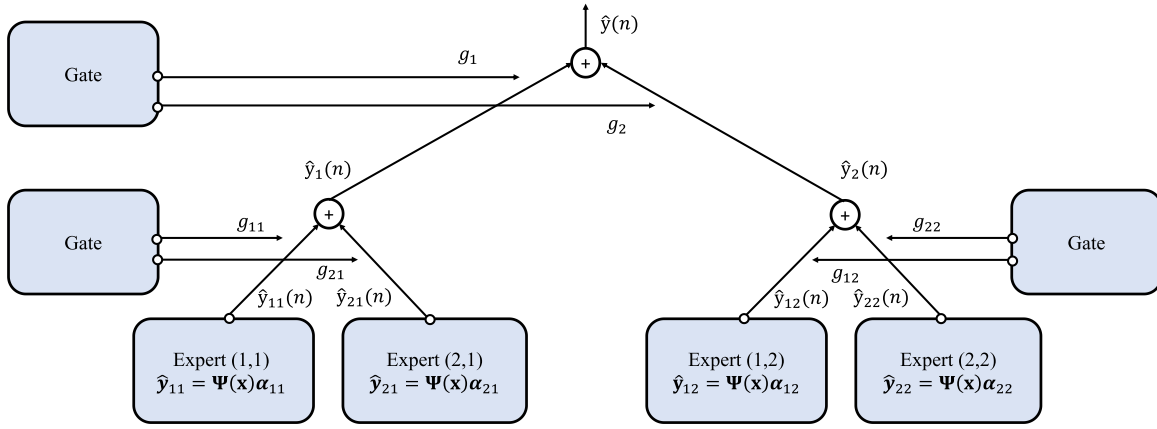 ŷ(n)
Gate
g₁
g₂
ŷ₁(n)
ŷ₂(n)
Gate
g₁₁
g₂₁
g₂₂
g₁₂
Gate
ŷ₁₁(n)
ŷ₂₁(n)
ŷ₁₂(n)
ŷ₂₂(n)
+
+
+
Expert (1,1)
ŷ₁₁ = Ψ(x)α₁₁
Expert (2,1)
ŷ₂₁ = Ψ(x)α₂₁
Expert (1,2)
ŷ₁₂ = Ψ(x)α₁₂
Expert (2,2)
ŷ₂₂ = Ψ(x)α₂₂